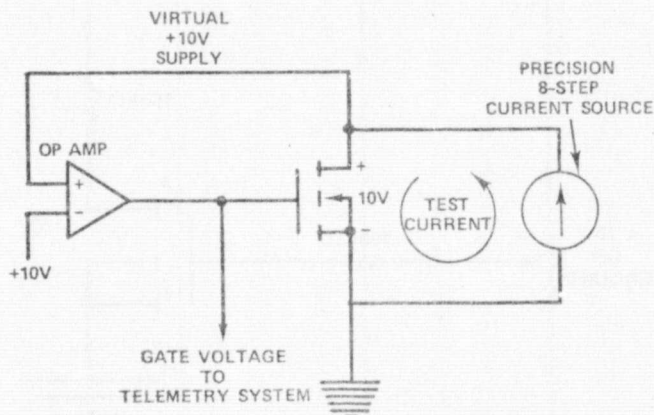 VIRTUAL
+10V
SUPPLY
PRECISION
8-STEP
CURRENT SOURCE
OP AMP
+
-
+10V
+
10V
-
TEST
CURRENT
GATE VOLTAGE
TO
TELEMETRY SYSTEM